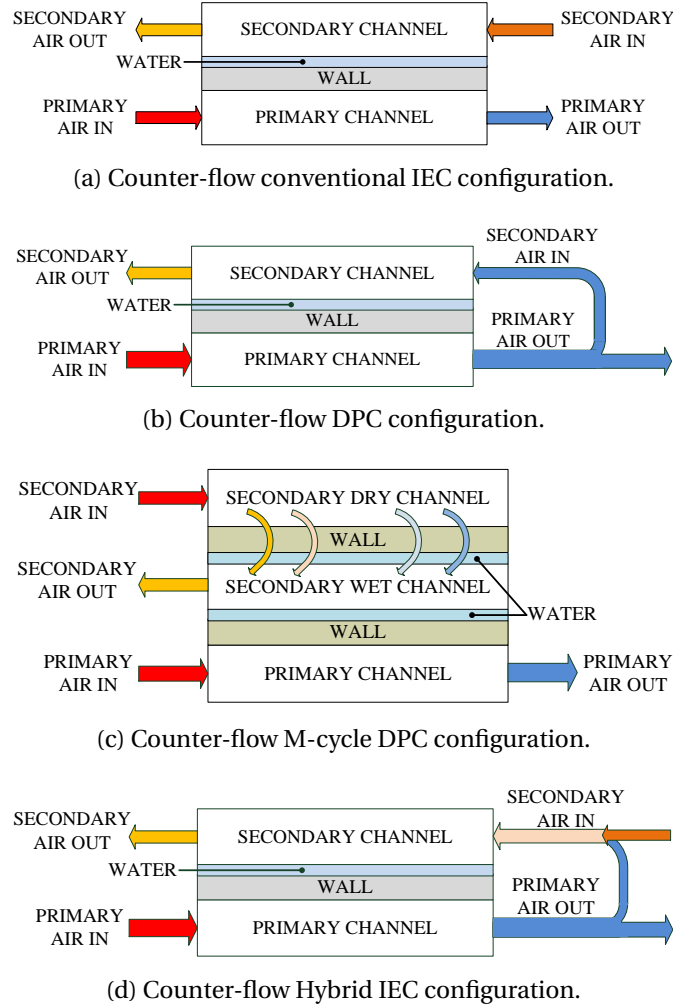 SECONDARY
AIR OUT
SECONDARY CHANNEL
SECONDARY
AIR IN
WATER
WALL
PRIMARY
AIR IN
PRIMARY CHANNEL
PRIMARY
AIR OUT
(a) Counter-flow conventional IEC configuration.
SECONDARY
AIR OUT
SECONDARY CHANNEL
SECONDARY
AIR IN
WATER
WALL
PRIMARY
AIR IN
PRIMARY CHANNEL
PRIMARY
AIR OUT
(b) Counter-flow DPC configuration.
SECONDARY
AIR IN
SECONDARY DRY CHANNEL
WALL
SECONDARY
AIR OUT
SECONDARY WET CHANNEL
WATER
WALL
PRIMARY
AIR IN
PRIMARY CHANNEL
PRIMARY
AIR OUT
(c) Counter-flow M-cycle DPC configuration.
SECONDARY
AIR OUT
SECONDARY CHANNEL
SECONDARY
AIR IN
WATER
WALL
PRIMARY
AIR IN
PRIMARY CHANNEL
PRIMARY
AIR OUT
(d) Counter-flow Hybrid IEC configuration.